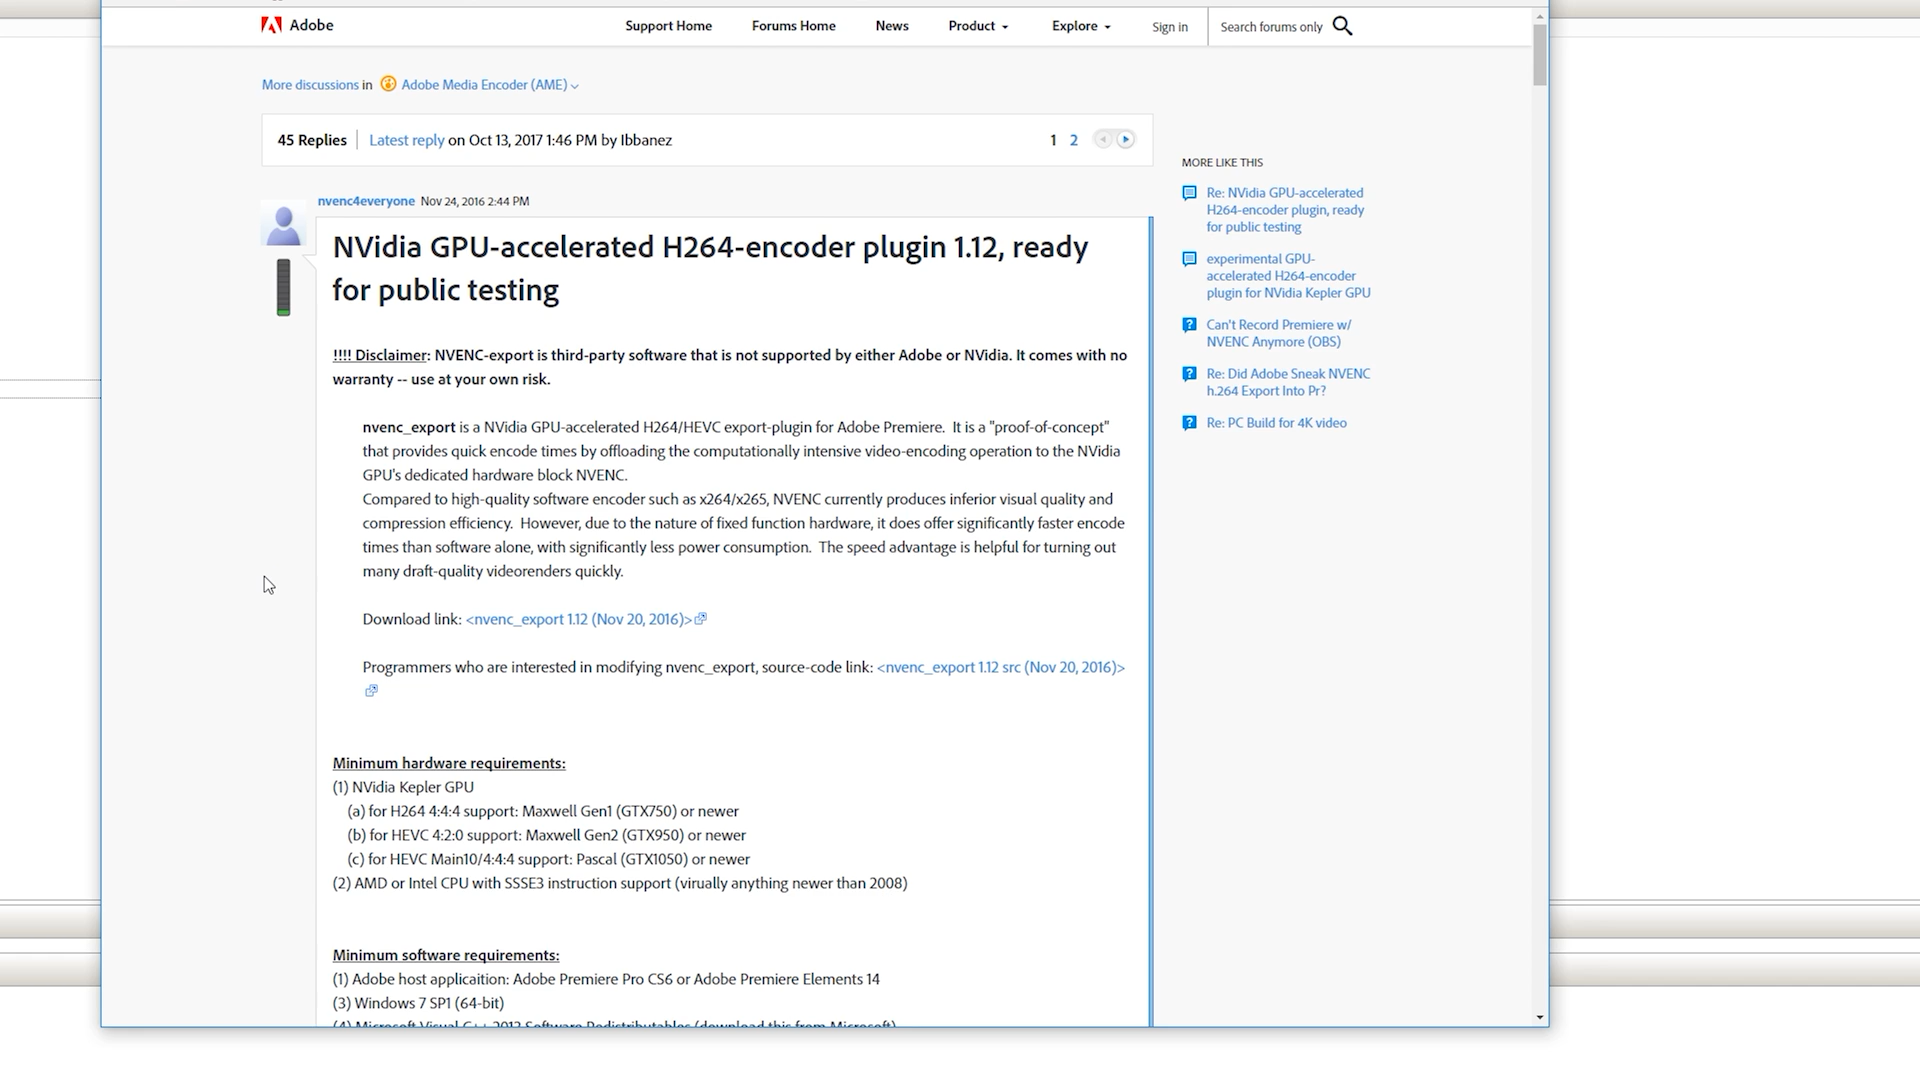 Adobe
Support Home
Forums Home
News
Product
Explore
Sign in
Search forums only
More discussions in Adobe Media Encoder (AME)
45 Replies Latest reply on Oct 13, 2017 1:46 PM by Ibbanez
1 2
nvenc4everyone Nov 24, 2016 2:44 PM
NVidia GPU-accelerated H264-encoder plugin 1.12, ready
for public testing
!!!! Disclaimer: NVENC-export is third-party software that is not supported by either Adobe or NVidia. It comes with no
warranty -- use at your own risk.
nvenc_export is a NVidia GPU-accelerated H264/HEVC export-plugin for Adobe Premiere. It is a "proof-of-concept"
that provides quick encode times by offloading the computationally intensive video-encoding operation to the NVidia
GPU's dedicated hardware block NVENC.
Compared to high-quality software encoder such as x264/x265, NVENC currently produces inferior visual quality and
compression efficiency. However, due to the nature of fixed function hardware, it does offer significantly faster encode
times than software alone, with significantly less power consumption. The speed advantage is helpful for turning out
many draft-quality videorenders quickly.
Download link: <nvenc_export 1.12 (Nov 20, 2016)>
Programmers who are interested in modifying nvenc_export, source-code link: <nvenc_export 1.12 src (Nov 20, 2016)>
Minimum hardware requirements:
(1) NVidia Kepler GPU
(a) for H264 4:4:4 support: Maxwell Gen1 (GTX750) or newer
(b) for HEVC 4:2:0 support: Maxwell Gen2 (GTX950) or newer
(c) for HEVC Main10/4:4:4 support: Pascal (GTX1050) or newer
(2) AMD or Intel CPU with SSSE3 instruction support (virually anything newer than 2008)
Minimum software requirements:
(1) Adobe host applicaition: Adobe Premiere Pro CS6 or Adobe Premiere Elements 14
(3) Windows 7 SP1 (64-bit)
(4) Microsoft Visual C++ 2012 Software Redistributables (download this from Microsoft)
MORE LIKE THIS
Re: NVidia GPU-accelerated
H264-encoder plugin, ready
for public testing
experimental GPU-
accelerated H264-encoder
plugin for NVidia Kepler GPU
Can't Record Premiere w/
NVENC Anymore (OBS)
Re: Did Adobe Sneak NVENC
h.264 Export Into Pr?
Re: PC Build for 4K video